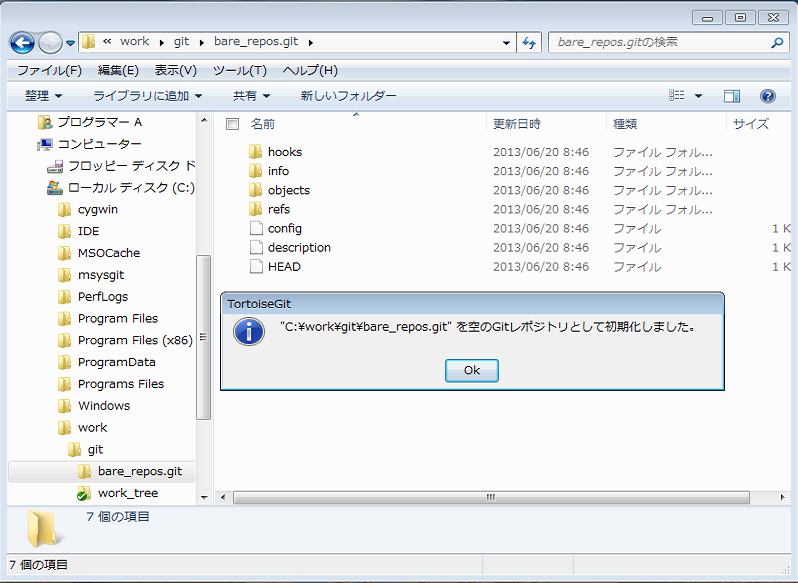 « work ▸ git ▸ bare_repos.git ▸
bare_repos.gitの検索
ファイル(F) 編集(E) 表示(V) ツール(T) ヘルプ(H)
整理 ライブラリに追加 共有 新しいフォルダー
プログラマー A
コンピューター
フロッピー ディスク ド
ローカル ディスク (C:)
cygwin
IDE
MSOCache
msysgit
PerfLogs
Program Files
Program Files (x86)
ProgramData
Programs Files
Windows
work
git
bare_repos.git
work_tree
名前 更新日時 種類 サイズ
hooks 2013/06/20 8:46 ファイル フォル...
info 2013/06/20 8:46 ファイル フォル...
objects 2013/06/20 8:46 ファイル フォル...
refs 2013/06/20 8:46 ファイル フォル...
config 2013/06/20 8:46 ファイル 1 K
description 2013/06/20 8:46 ファイル 1 K
HEAD 2013/06/20 8:46 ファイル 1 K
TortoiseGit
"C:¥work¥git¥bare_repos.git" を空のGitレポジトリとして初期化しました。
Ok
7 個の項目
7 個の項目